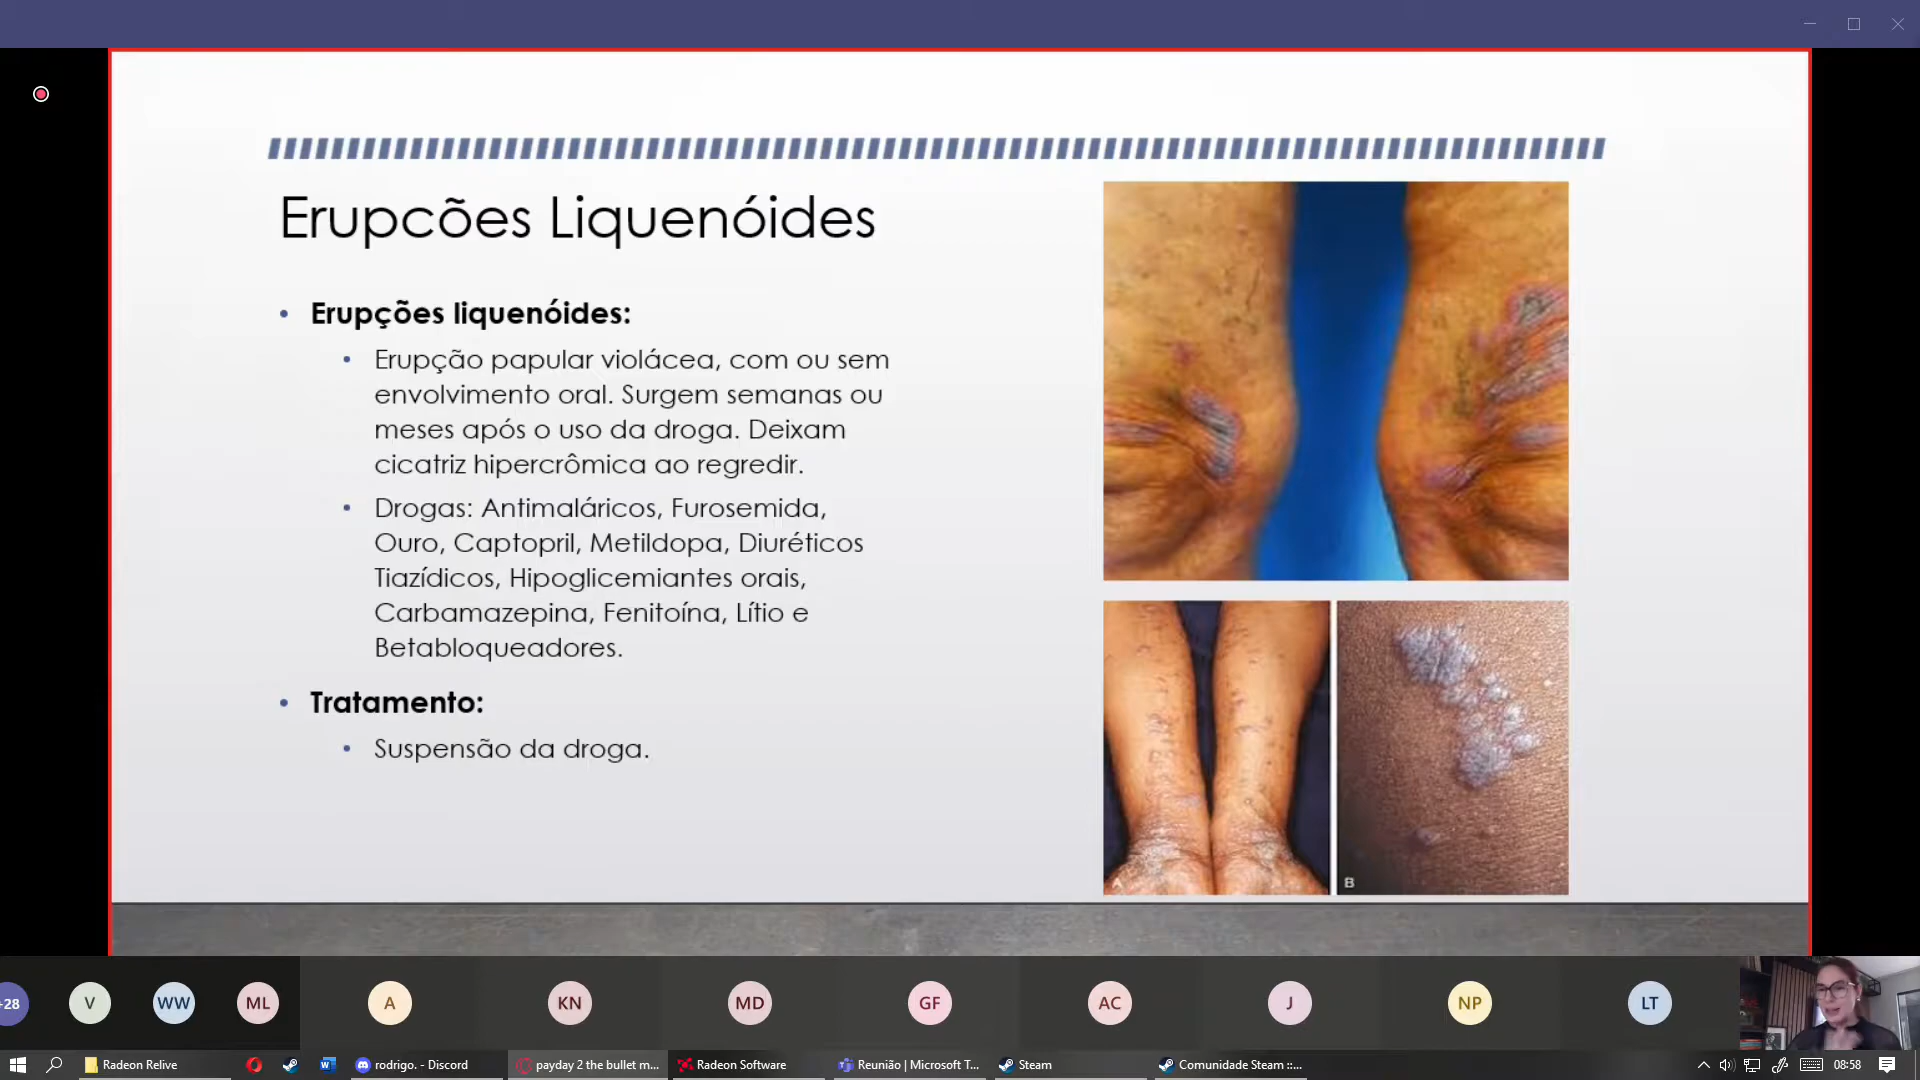 Erupcões Liquenóides
• Erupções liquenóides:
• Erupção papular violácea, com ou sem
envolvimento oral. Surgem semanas ou
meses após o uso da droga. Deixam
cicatriz hipercrômica ao regredir.
• Drogas: Antimaláricos, Furosemida,
Ouro, Captopril, Metildopa, Diuréticos
Tiazídicos, Hipoglicemiantes orais,
Carbamazepina, Fenitoína, Lítio e
Betabloqueadores.
• Tratamento:
• Suspensão da droga.
A
B
+28
V
WW
ML
A
KN
MD
GF
AC
J
NP
LT
Radeon Relive
rodrigo. - Discord
payday 2 the bullet m...
Radeon Software
Reunião | Microsoft T...
Steam
Comunidade Steam ::...
08:58